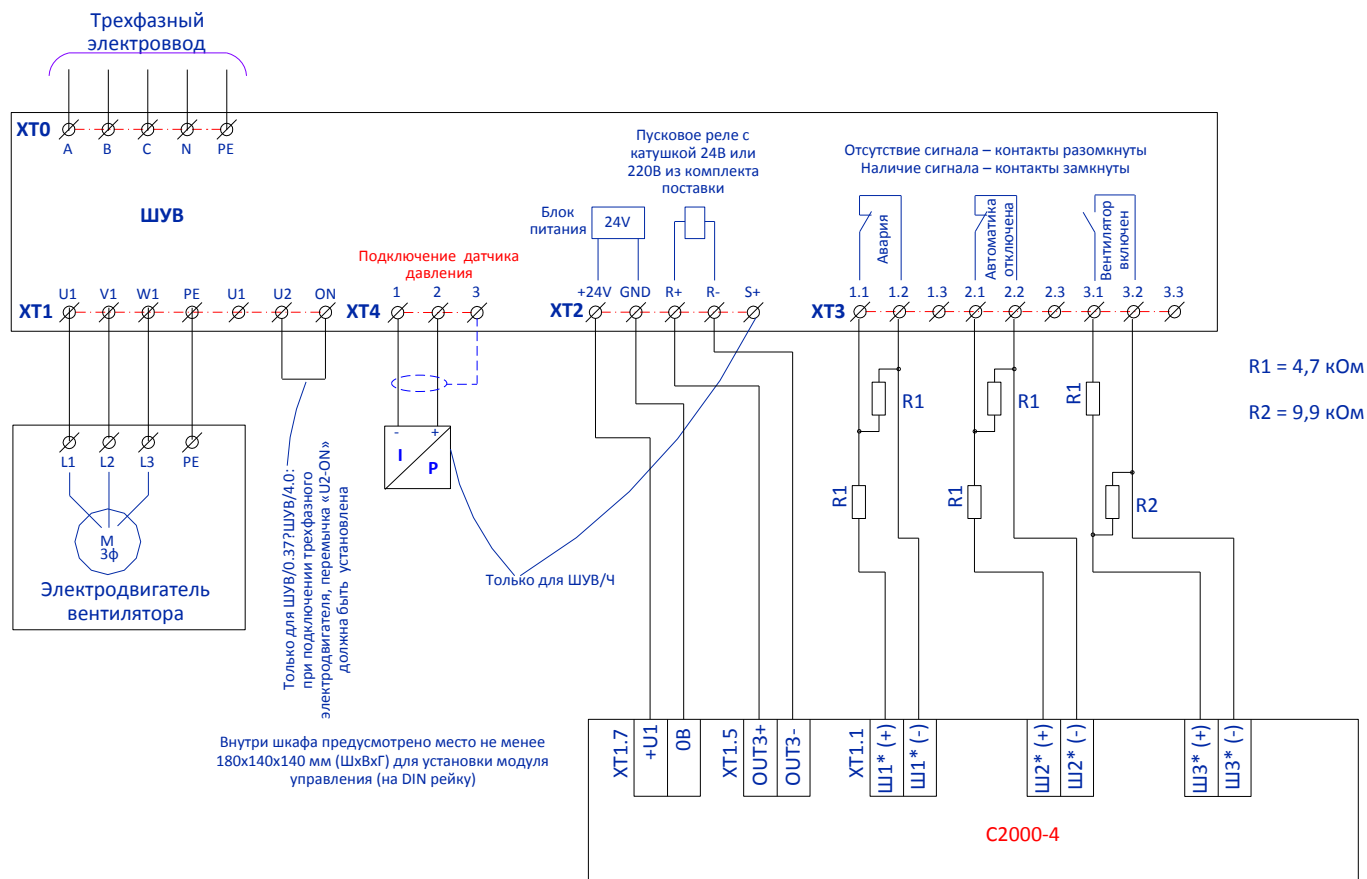 Трехфазный
электроввод
XT0
A
B
C
N
PE
ШУВ
Пусковое реле с
катушкой 24В или
220В из комплекта
поставки
Отсутствие сигнала – контакты разомкнуты
Наличие сигнала – контакты замкнуты
Блок
питания
24V
Авария
Автоматика
отключена
Вентилятор
включен
Подключение датчика
давления
XT1
U1
V1
W1
PE
U1
U2
ON
XT4
1
2
3
XT2
+24V
GND
R+
R-
S+
XT3
1.1
1.2
1.3
2.1
2.2
2.3
3.1
3.2
3.3
R1 = 4,7 кОм
R2 = 9,9 кОм
R1
R1
R1
R1
R1
R2
L1
L2
L3
PE
М
3ф
Электродвигатель
вентилятора
-
+
I
P
Только для ШУВ/0.37?ШУВ/4.0:
при подключении трехфазного
электродвигателя, перемычка «U2-ON»
должна быть установлена
Только для ШУВ/Ч
Внутри шкафа предусмотрено место не менее
180х140х140 мм (ШхВхГ) для установки модуля
управления (на DIN рейку)
XT1.7
+U1
0В
XT1.5
OUT3+
OUT3-
XT1.1
Ш1* (+)
Ш1* (-)
Ш2* (+)
Ш2* (-)
Ш3* (+)
Ш3* (-)
С2000-4